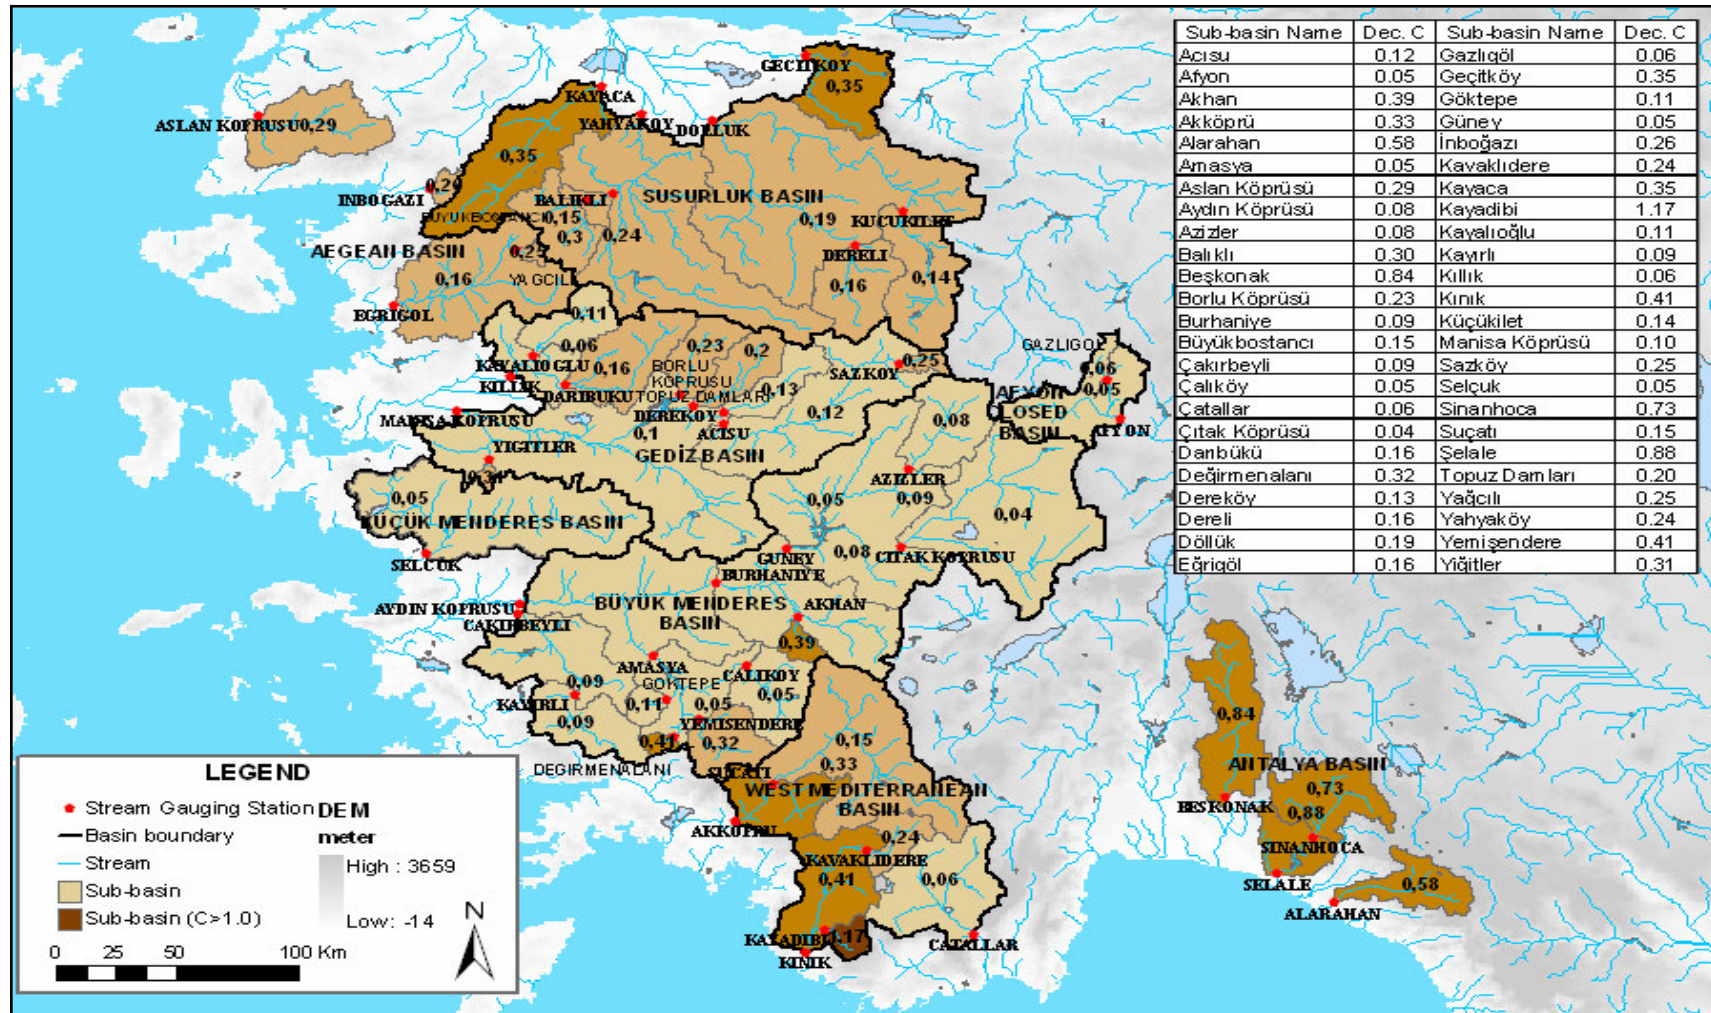 Sub-basin Name Dec. C Sub-basin Name Dec. C
Acısu 0.12 Gazlıgöl 0.06
Afyon 0.05 Geçitköy 0.35
Akhan 0.39 Göktepe 0.11
Akköprü 0.33 Güney 0.05
Alarahan 0.58 İnboğazı 0.26
Amasya 0.05 Kavaklıdere 0.24
Aslan Köprüsü 0.29 Kayaca 0.35
Aydın Köprüsü 0.08 Kayadibi 1.17
Azizler 0.08 Kayalıoğlu 0.11
Balıklı 0.30 Kayırlı 0.09
Beşkonak 0.84 Killik 0.06
Borlu Köprüsü 0.23 Kınık 0.41
Burhaniye 0.09 Küçükilet 0.14
Büyükbostancı 0.15 Manisa Köprüsü 0.10
Çakırbeyli 0.09 Sazköy 0.25
Çalıköy 0.05 Selçuk 0.05
Çatallar 0.06 Sinanhoca 0.73
Çıtak Köprüsü 0.04 Suçatı 0.15
Darıbükü 0.16 Şelale 0.88
Değirmenalanı 0.32 Topuz Damları 0.20
Dereköy 0.13 Yağcılı 0.25
Dereli 0.16 Yahyaköy 0.24
Döllük 0.19 Yemişendere 0.41
Eğrigöl 0.16 Yiğitler 0.31
GECITKOY
0,35
KAYACA
ASLAN KOPRUSU 0,29
YAHYAKOY
DOLLUK
0,35
INBOGAZI
BALIKLI
SUSURLUK BASIN
0,15
0,19
KUCUKILET
0,3
0,24
AEGEAN BASIN
0,25
DERELI
0,16
YAGCILI
0,16
0,14
EGRIGOL
0,11
0,06
0,23
0,2
GAZLIGOL
KAYALIOGLU
0,16
BORLU
KOPRUSU
SAZKOY
0,25
0,06
KILLIK
DARIBUKU
TOPUZ DAMLARI
0,13
0,05
AFYON
MANISA KOPRUSU
DEREKOY
0,12
0,08
AFYON
ACISU
BASIN
0,1
GEDIZ BASIN
YIGITLER
0,31
AZIZLER
0,05
0,05
0,09
0,04
KÜÇÜK MENDERES BASIN
SELCUK
GUNEY
0,08
CITAK KOPRUSU
BURHANIYE
AYDIN KOPRUSU
BÜYÜK MENDERES
BASIN
AKHAN
CAKIRBEYLI
0,39
AMASYA
CALIKOY
0,09
GOKTEPE
0,05
KAYIRLI
0,11
0,05
0,09
YEMISENDERE
0,41
0,32
0,15
DEGIRMENALANI
SUCATI
0,33
WEST MEDITERRANEAN
BASIN
AKKOPRU
0,24
KAVAKLIDERE
0,41
0,06
KAYADIBI
CATALLAR
KINIK
0,84
ANTALYA BASIN
BESKONAK
0,73
0,88
SINANHOCA
SELALE
0,58
ALARAHAN
LEGEND
Stream Gauging Station
Basin boundary
Stream
Sub-basin
Sub-basin (C>1.0)
DEM
meter
High : 3659
Low: -14
N
0 25 50 100 Km